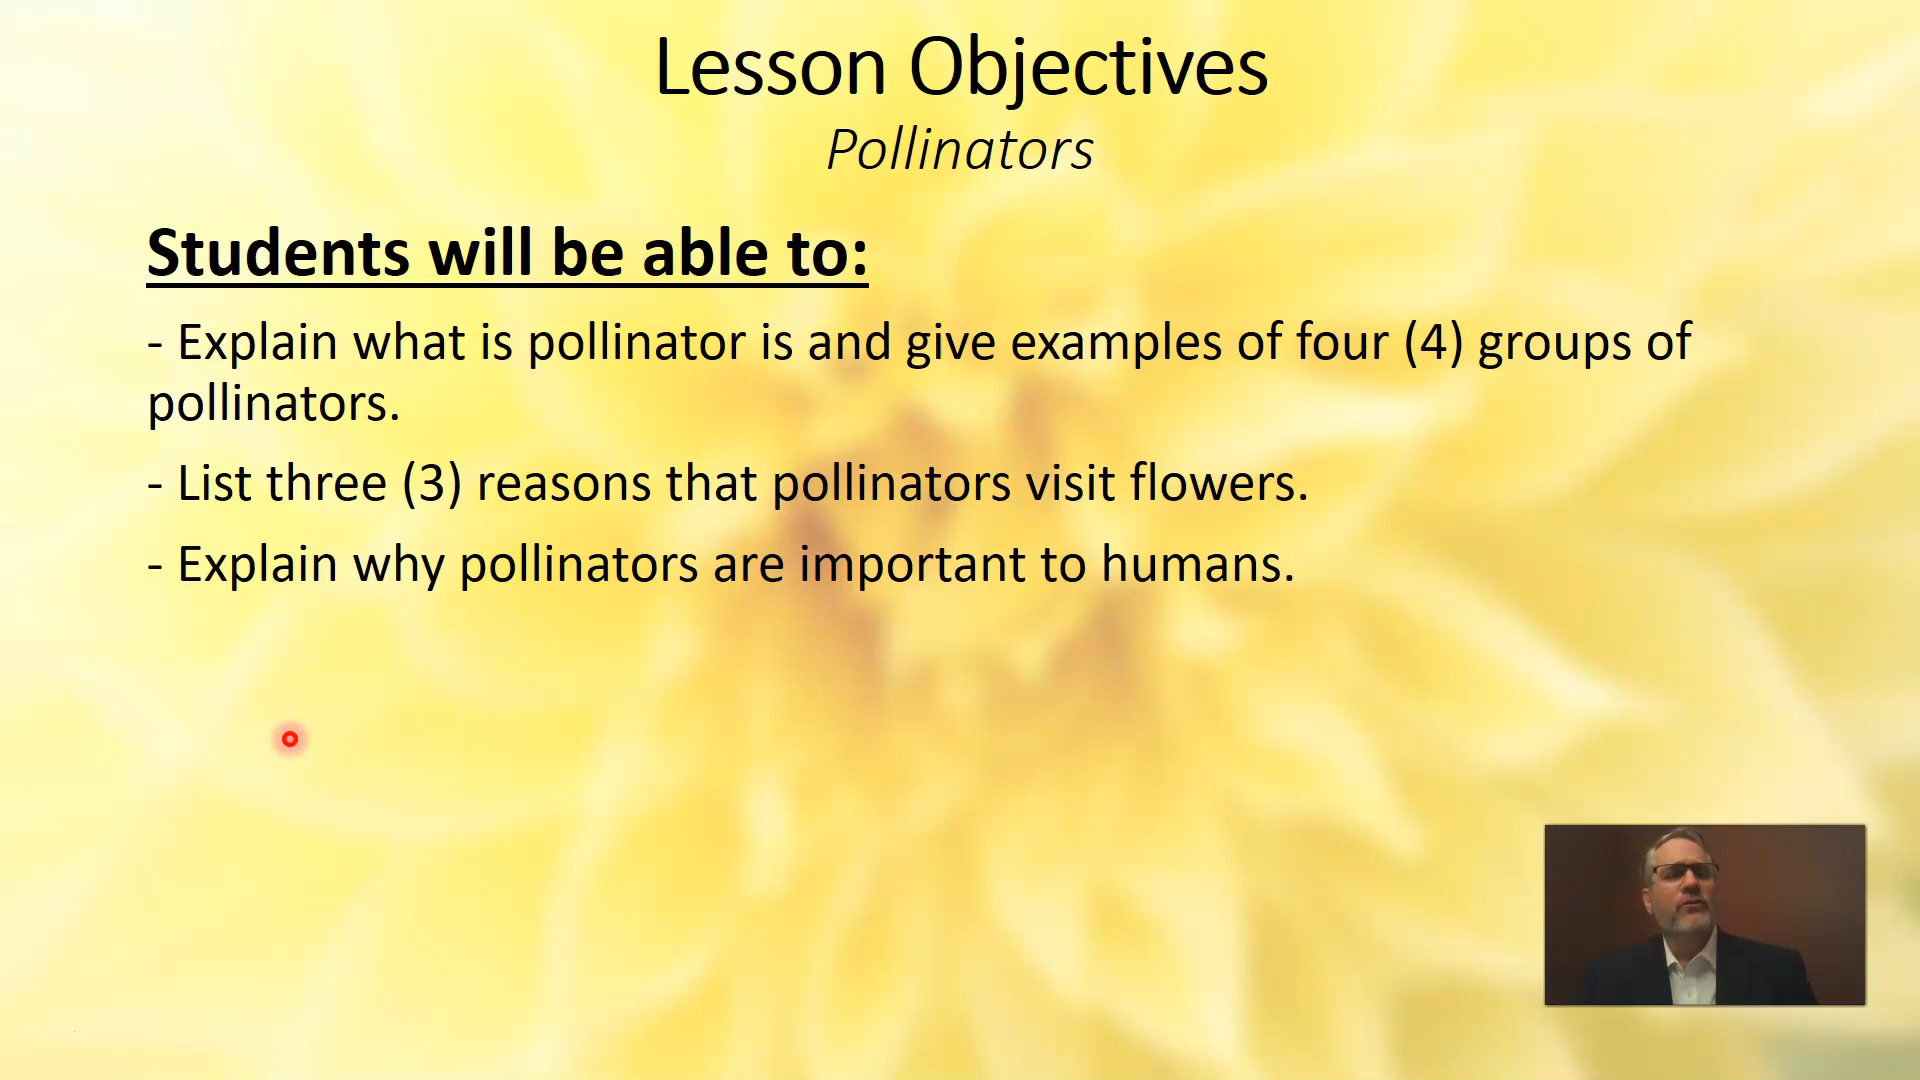 Lesson Objectives
Pollinators
Students will be able to:
- Explain what is pollinator is and give examples of four (4) groups of
pollinators.
- List three (3) reasons that pollinators visit flowers.
- Explain why pollinators are important to humans.